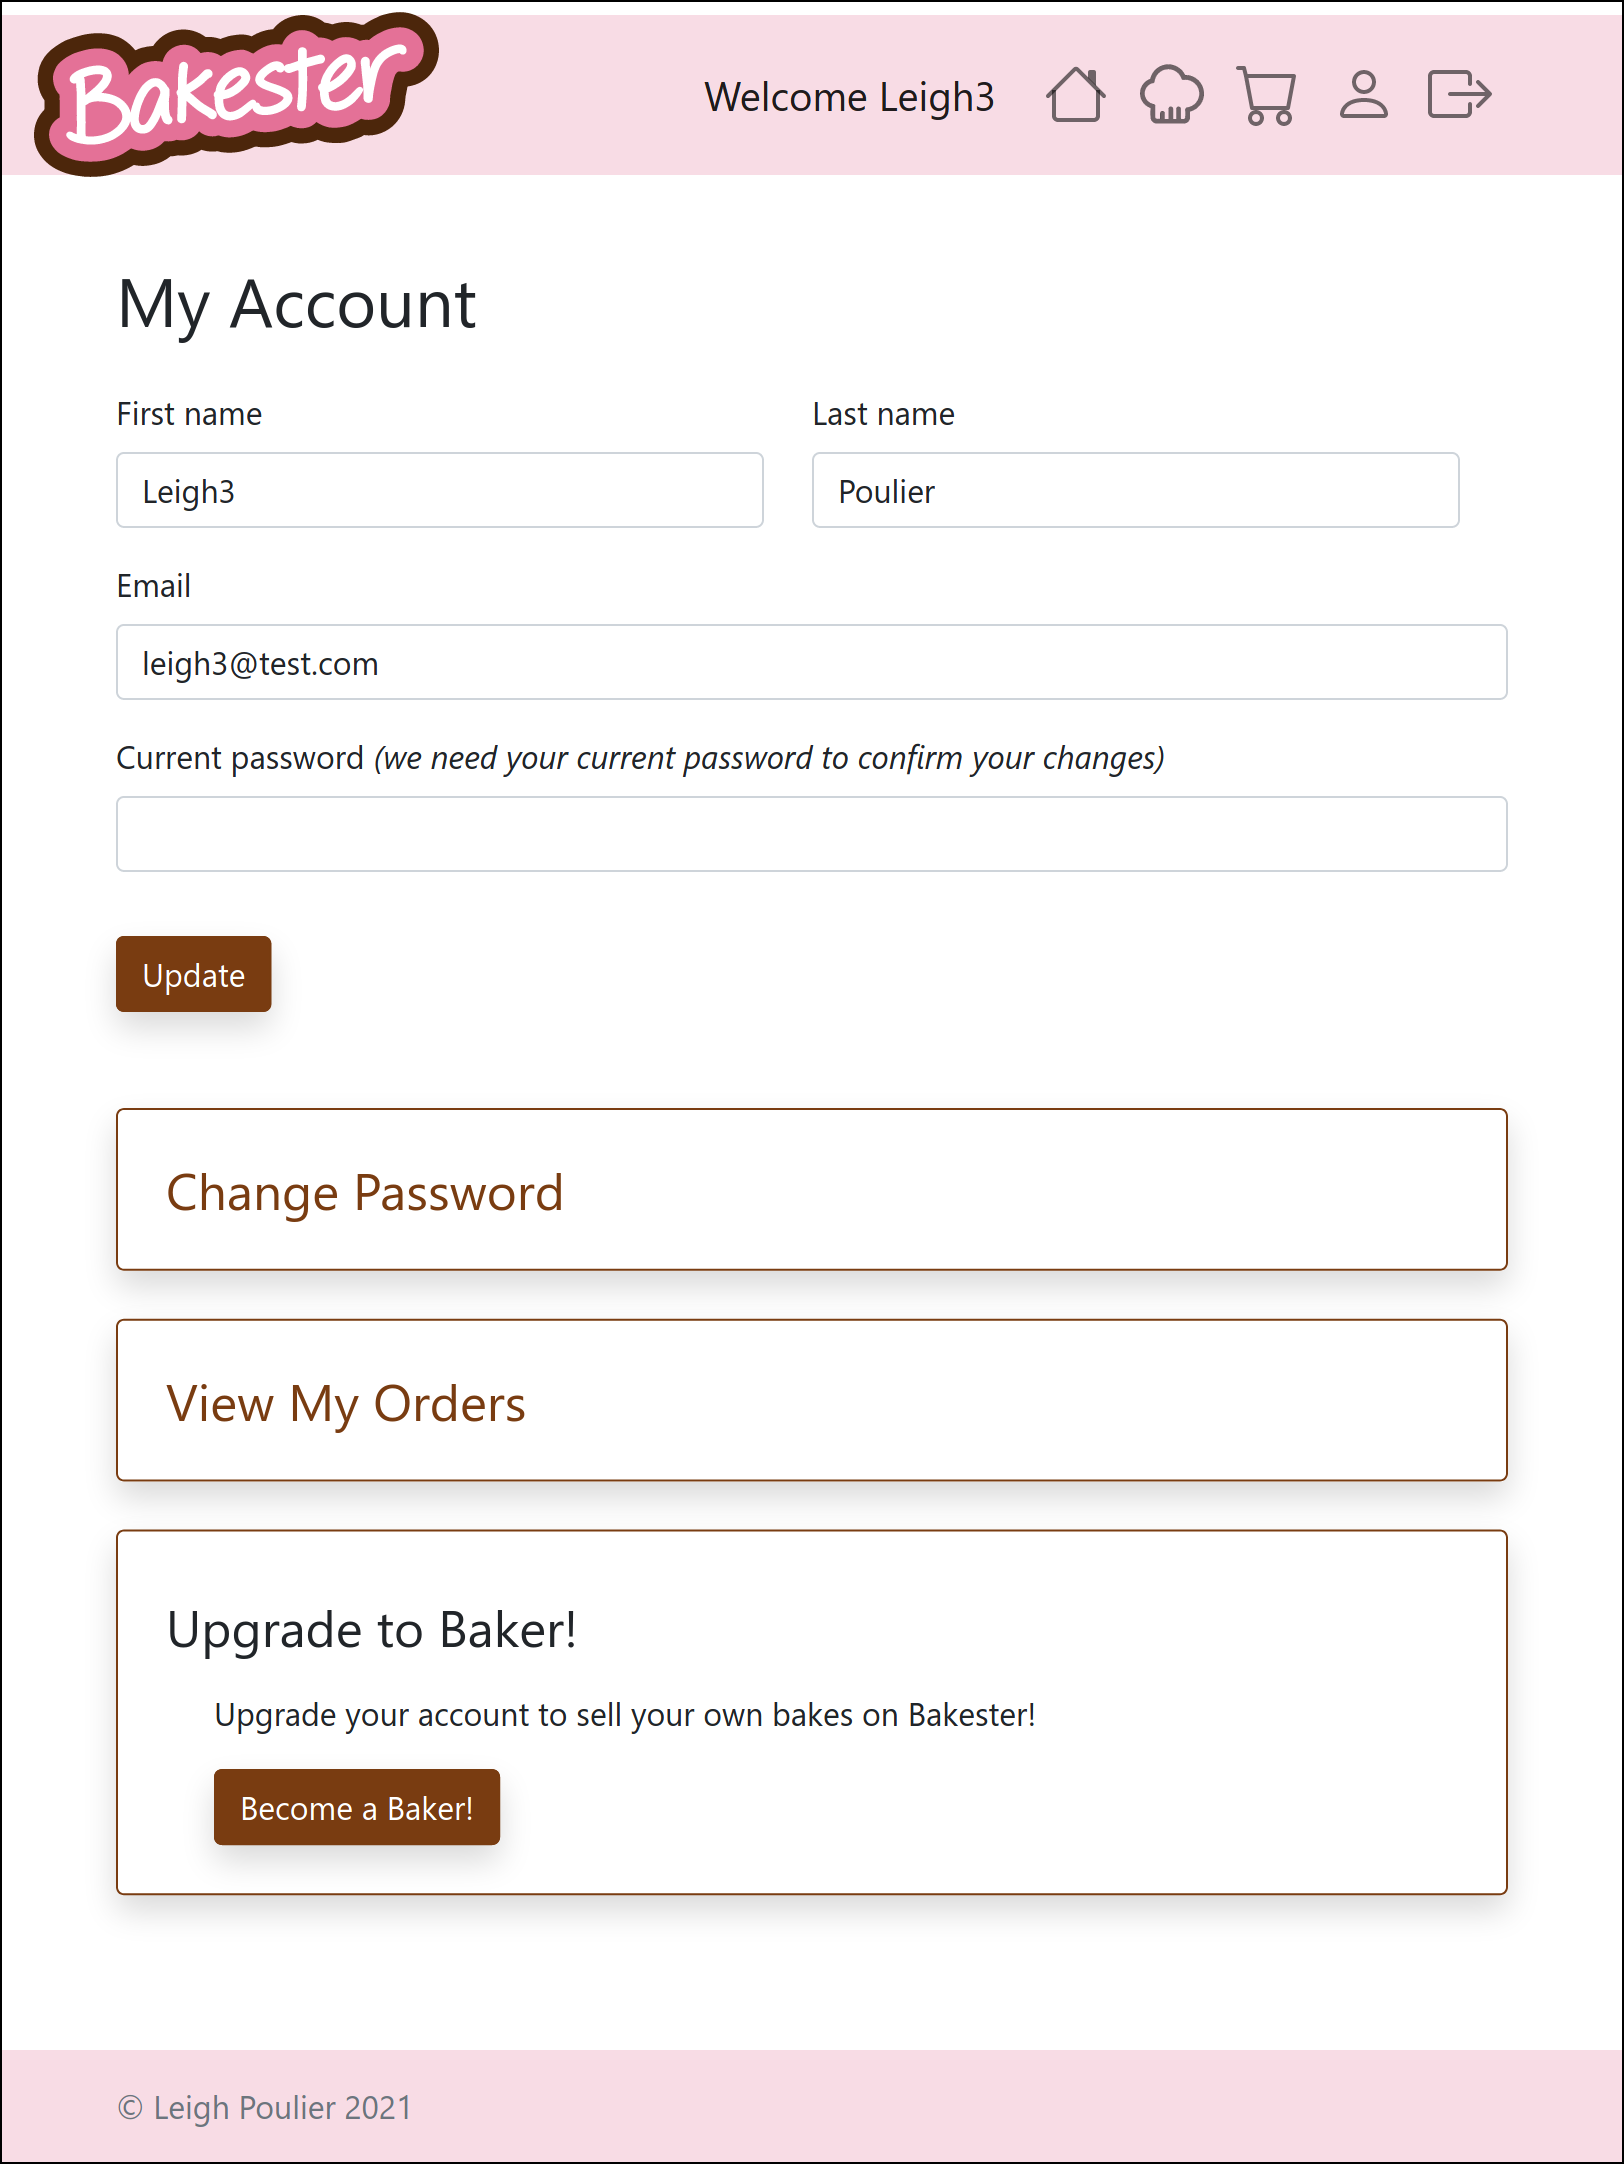 Bakester
Welcome Leigh3
My Account
First name
Last name
Leigh3
Poulier
Email
leigh3@test.com
Current password (we need your current password to confirm your changes)
Update
Change Password
View My Orders
Upgrade to Baker!
Upgrade your account to sell your own bakes on Bakester!
Become a Baker!
© Leigh Poulier 2021